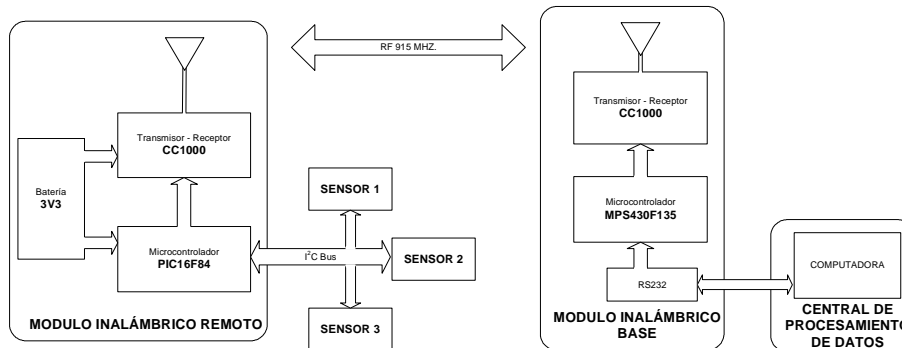 RF 915 MHZ.
Transmisor - Receptor
CC1000
Batería
3V3
Microcontrolador
PIC16F84
MODULO INALÁMBRICO REMOTO
I²C Bus
SENSOR 1
SENSOR 2
SENSOR 3
Transmisor - Receptor
CC1000
Microcontrolador
MPS430F135
RS232
MODULO INALÁMBRICO
BASE
COMPUTADORA
CENTRAL DE
PROCESAMIENTO
DE DATOS